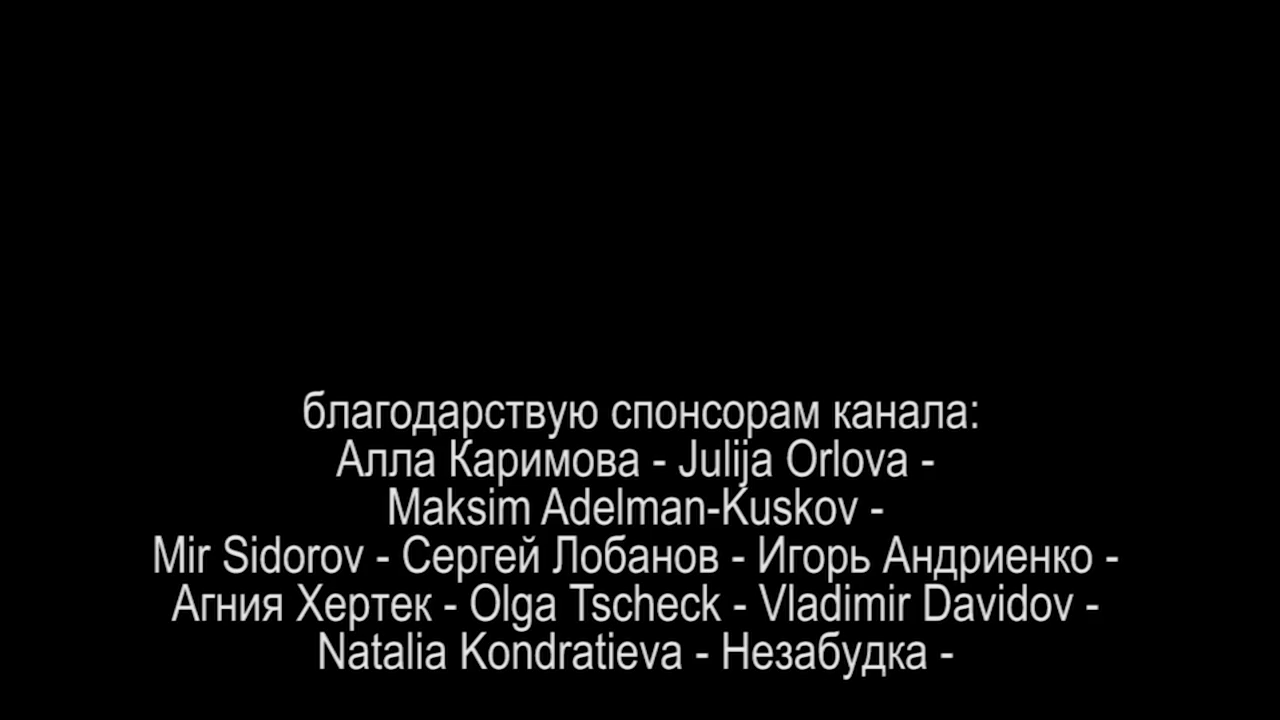 благодарствую спонсорам канала:
Алла Каримова - Julija Orlova -
Maksim Adelman-Kuskov -
Mir Sidorov - Сергей Лобанов - Игорь Андриенко -
Агния Хертек - Olga Tscheck - Vladimir Davidov -
Natalia Kondratieva - Незабудка -